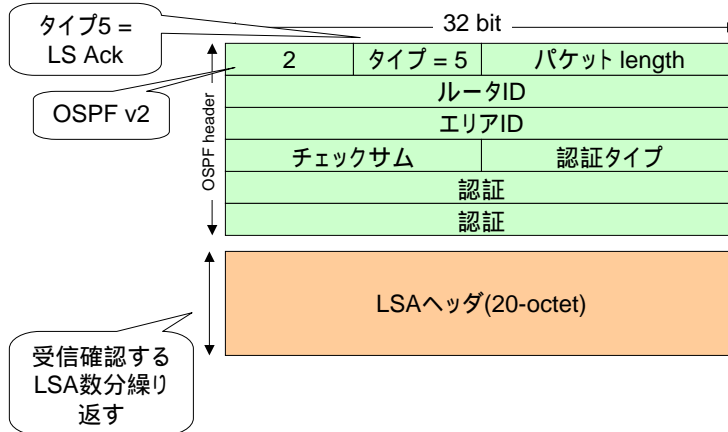 タイプ5 =
LS Ack
32 bit
2
タイプ = 5
パケット length
OSPF v2
OSPF header
ルータID
エリアID
チェックサム
認証タイプ
認証
認証
LSAヘッダ(20-octet)
受信確認する
LSA数分繰り
返す